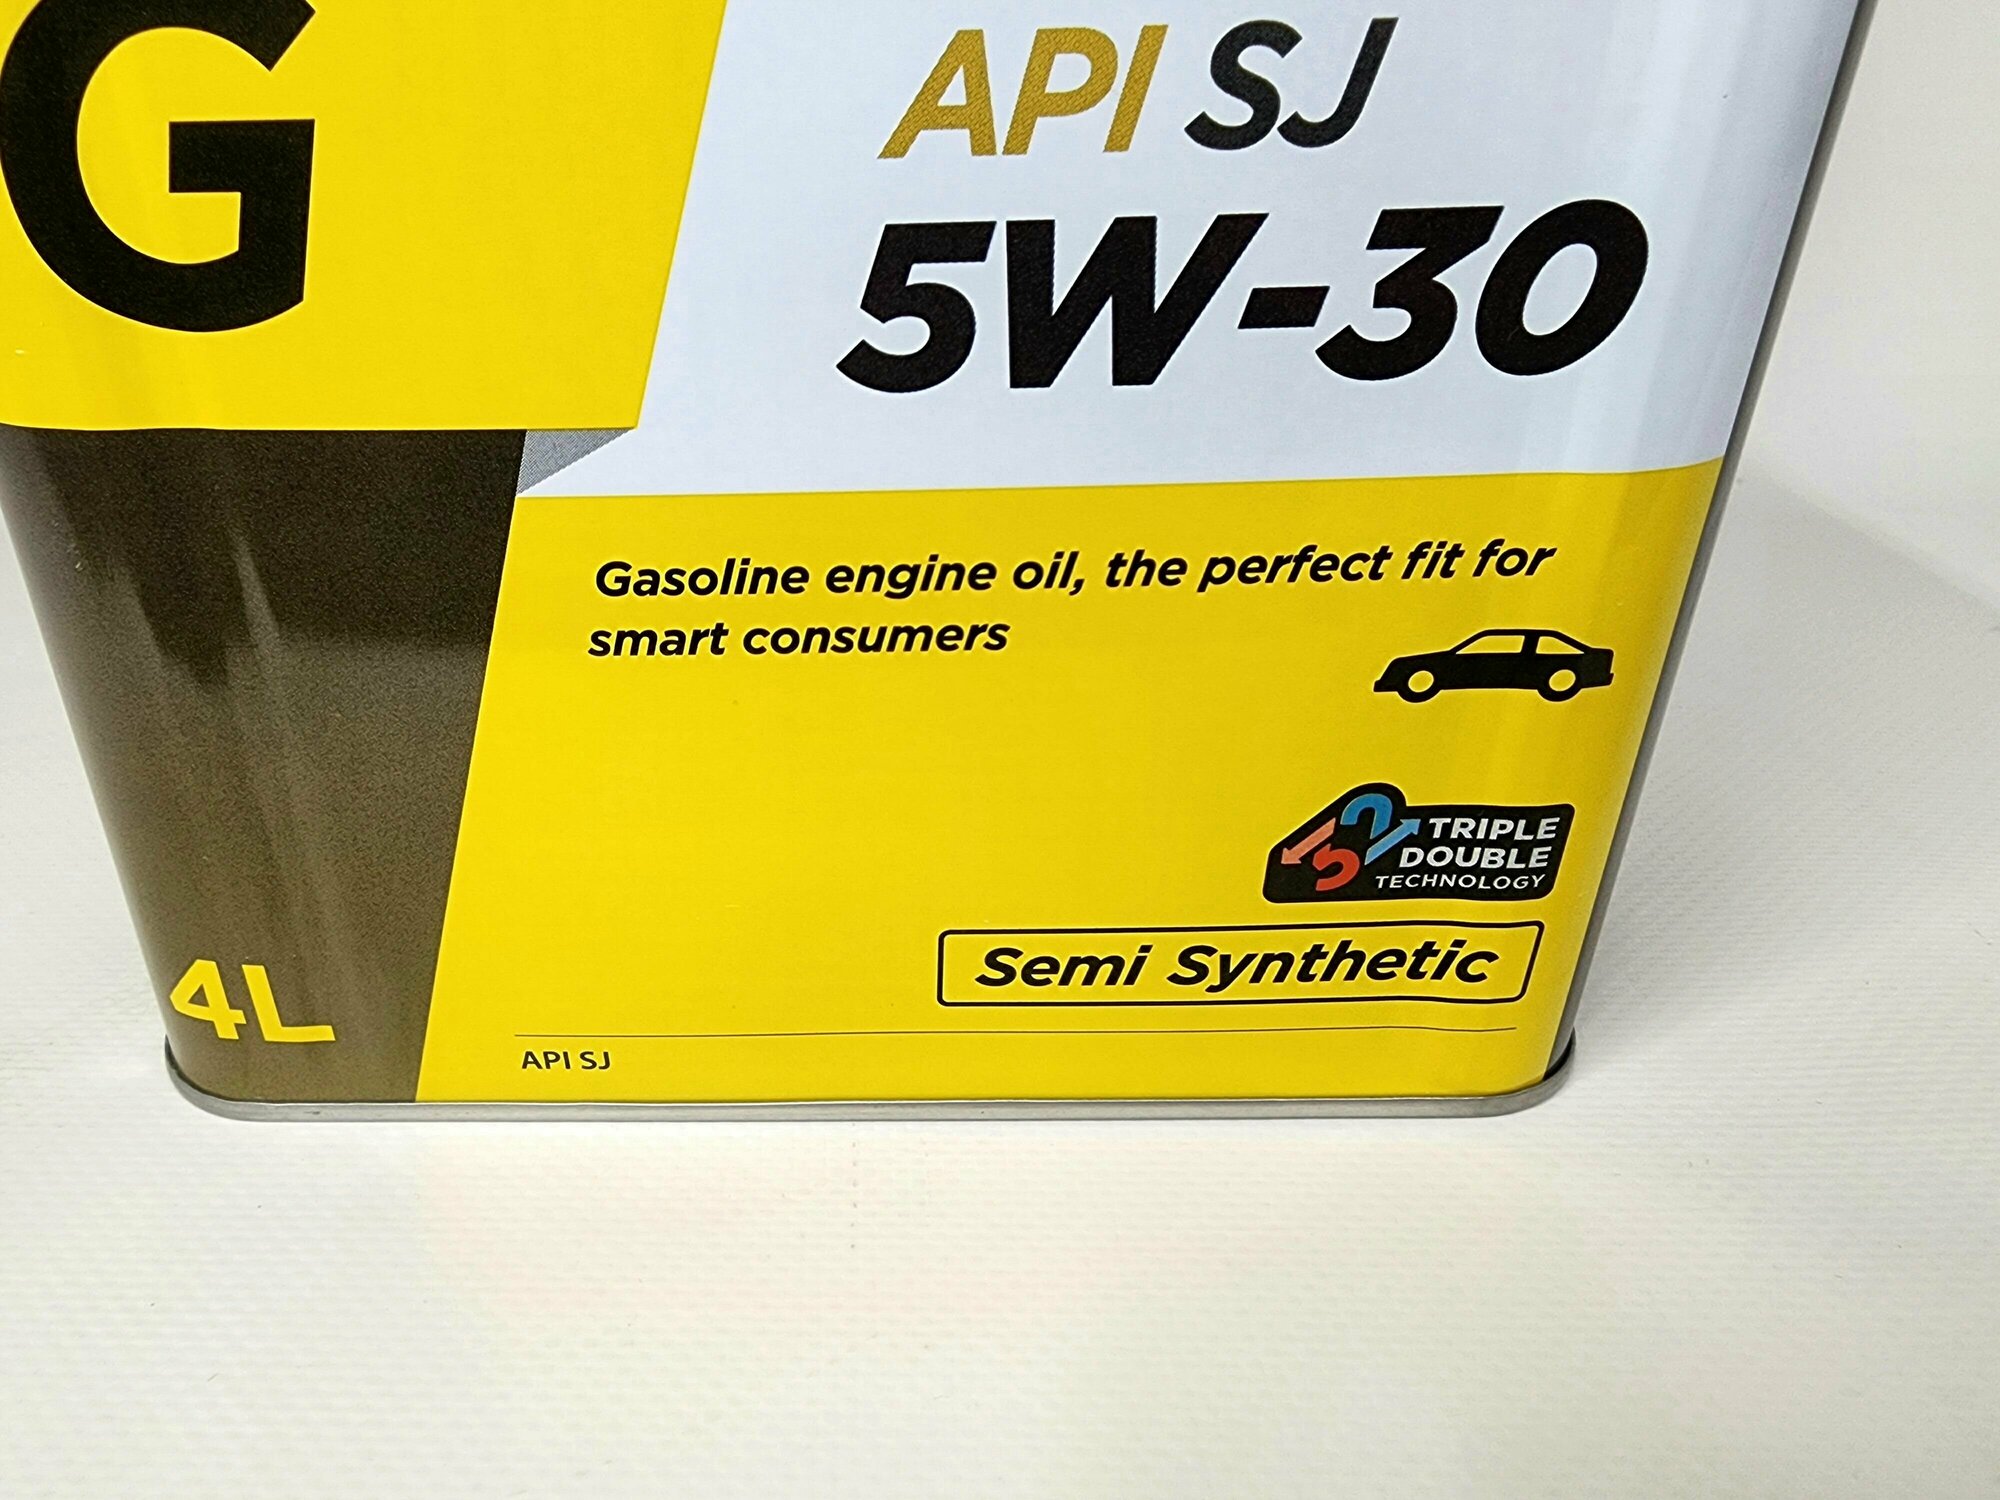 G
API SJ
5W-30
Gasoline engine oil, the perfect fit for
smart consumers
TRIPLE
DOUBLE
TECHNOLOGY
Semi Synthetic
4L
API SJ